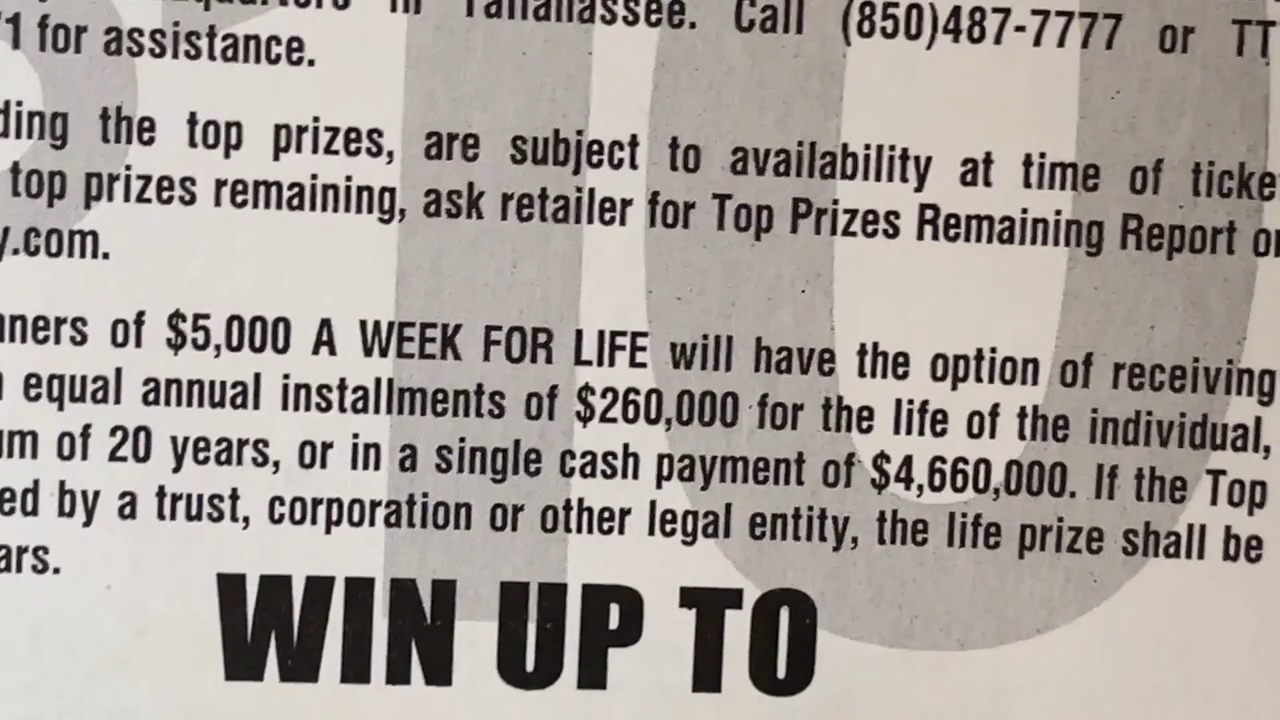 in Tallahassee. Call (850)487-7777 or TT
1 for assistance.
ding the top prizes, are subject to availability at time of ticke
top prizes remaining, ask retailer for Top Prizes Remaining Report or
y.com.
nners of $5,000 A WEEK FOR LIFE will have the option of receiving
equal annual installments of $260,000 for the life of the individual,
um of 20 years, or in a single cash payment of $4,660,000. If the Top
ed by a trust, corporation or other legal entity, the life prize shall be
ars.
WIN UP TO